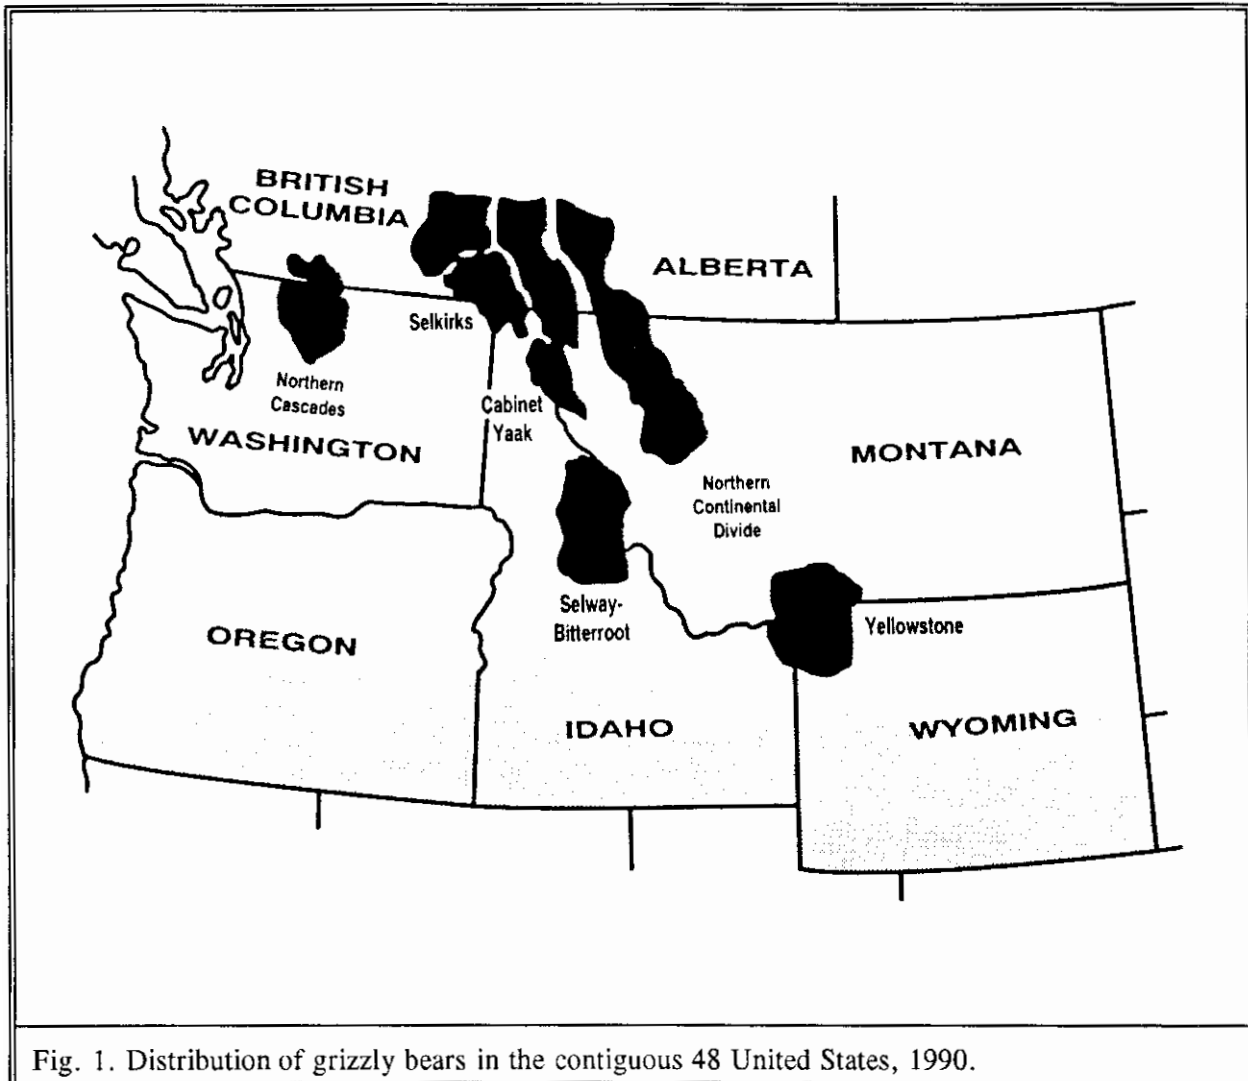 BRITISH
COLUMBIA
ALBERTA
Selkirks
Northern
Cascades
Cabinet
Yaak
WASHINGTON
MONTANA
Northern
Continental
Divide
Selway-
Bitterroot
Yellowstone
OREGON
IDAHO
WYOMING
Fig. 1. Distribution of grizzly bears in the contiguous 48 United States, 1990.